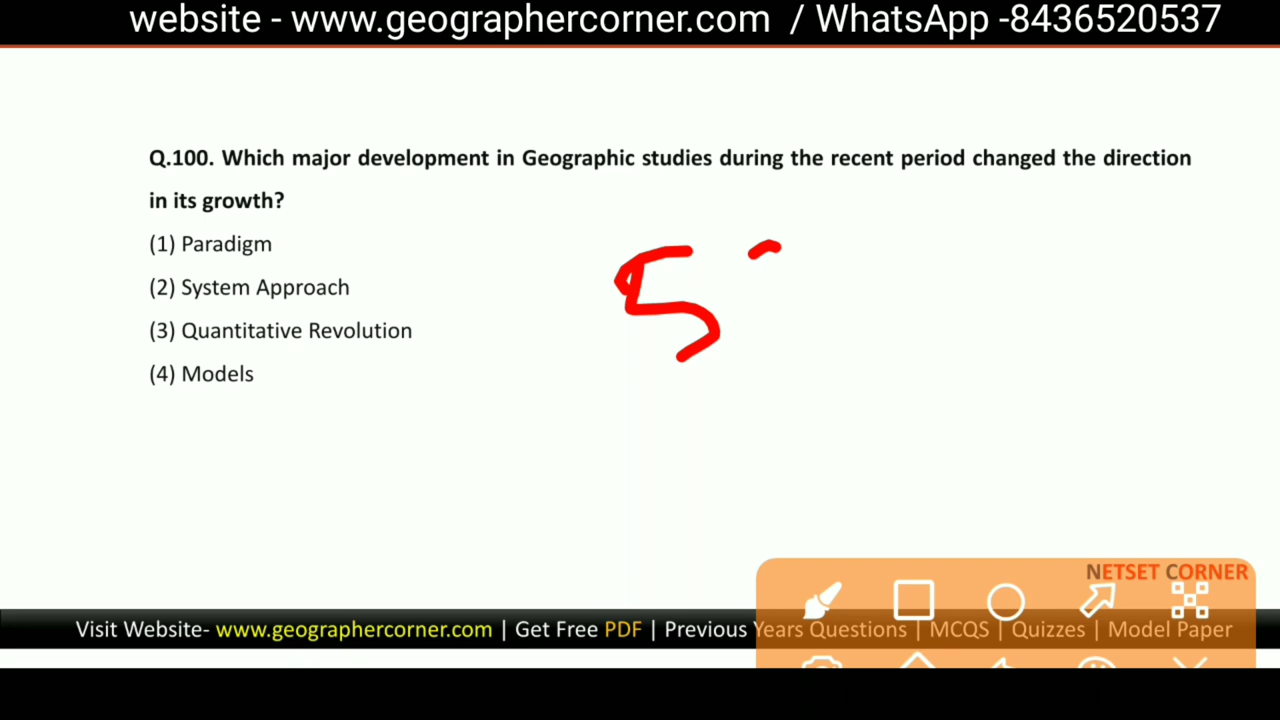 website - www.geographercorner.com / WhatsApp -8436520537
Q.100. Which major development in Geographic studies during the recent period changed the direction
in its growth?
(1) Paradigm
(2) System Approach
(3) Quantitative Revolution
(4) Models
5
NETSET CORNER
Visit Website- www.geographercorner.com | Get Free PDF | Previous Years Questions | MCQS | Quizzes | Model Paper